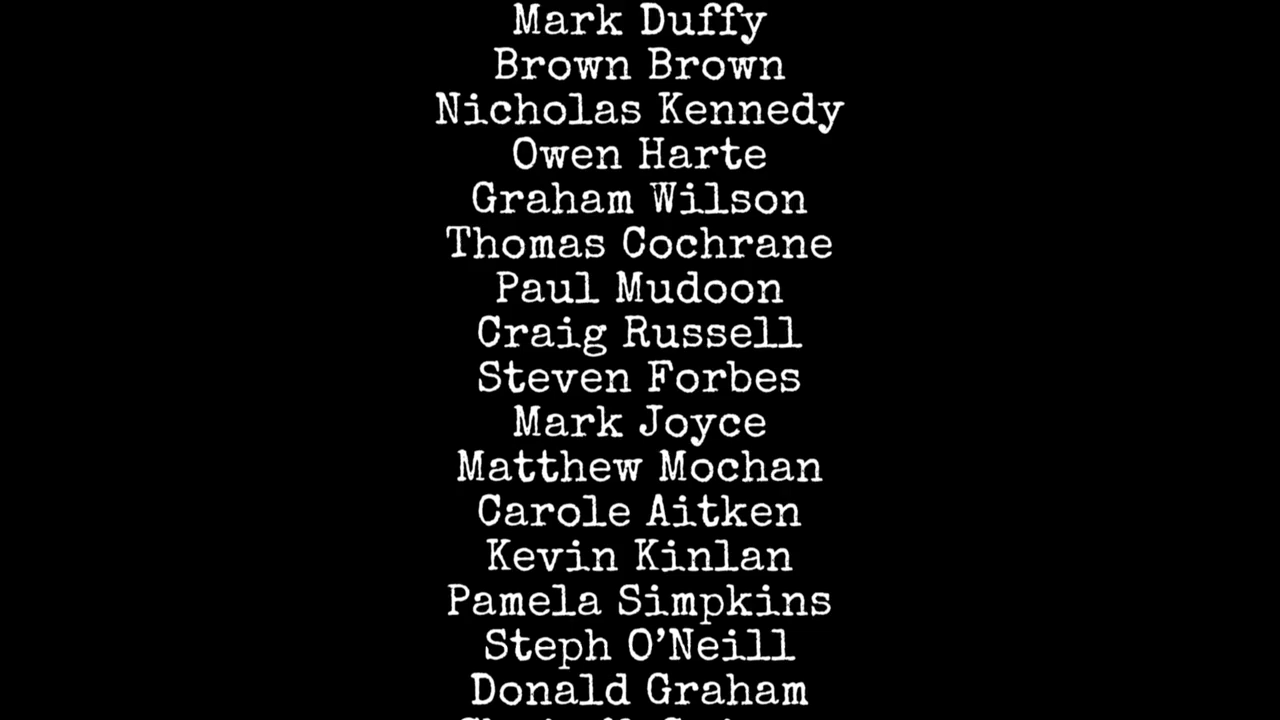 Mark Duffy
Brown Brown
Nicholas Kennedy
Owen Harte
Graham Wilson
Thomas Cochrane
Paul Mudoon
Craig Russell
Steven Forbes
Mark Joyce
Matthew Mochan
Carole Aitken
Kevin Kinlan
Pamela Simpkins
Steph O’Neill
Donald Graham